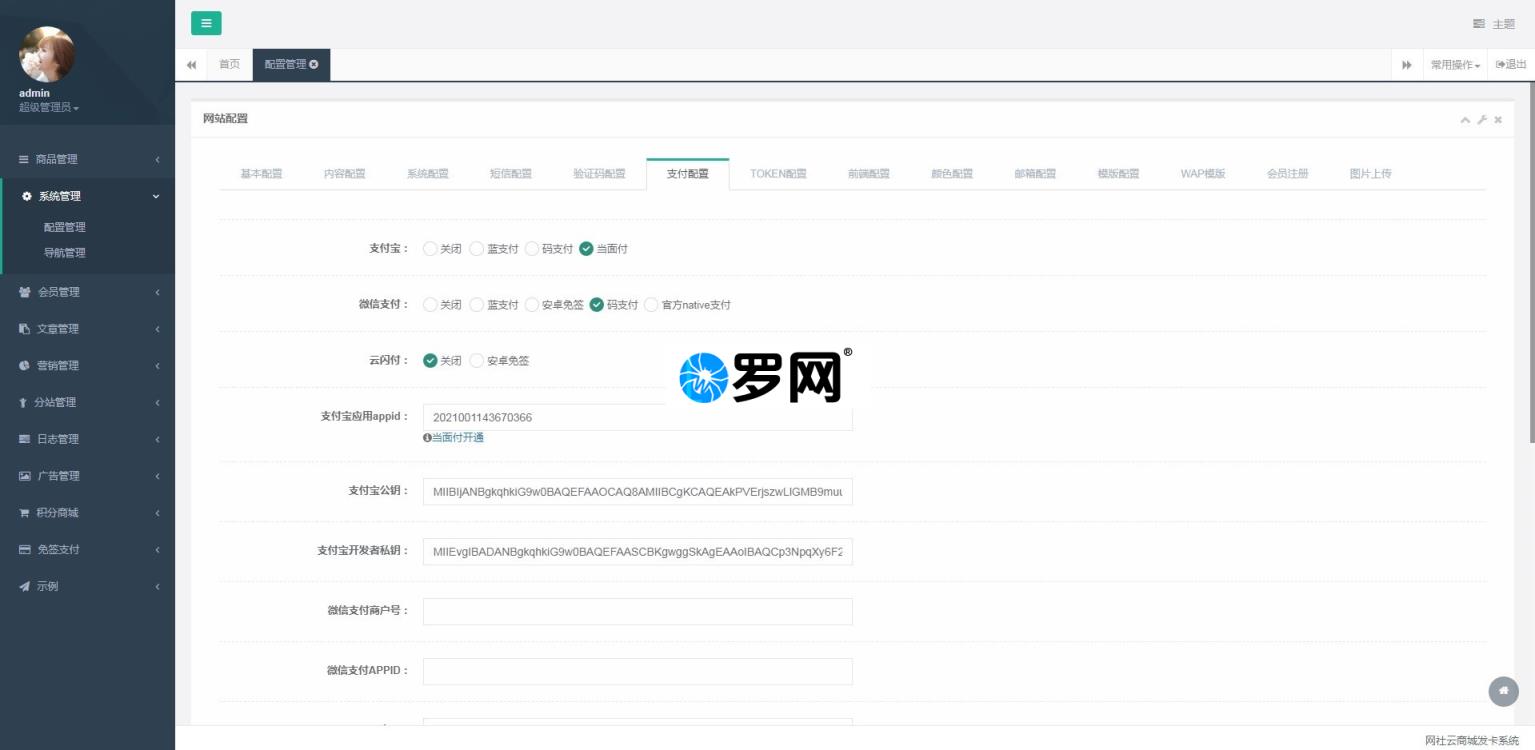 主题
首页
配置管理
常用操作
退出
admin
超级管理员
商品管理
系统管理
配置管理
导航管理
会员管理
文章管理
营销管理
分站管理
日志管理
广告管理
积分商城
免签支付
示例
网站配置
基本配置 内容配置 系统配置 短信配置 验证码配置 支付配置 TOKEN配置 前端配置 颜色配置 邮箱配置 模版配置 WAP模版 会员注册 图片上传
支付宝： 关闭 蓝支付 码支付 当面付
微信支付： 关闭 蓝支付 安卓免签 码支付 官方native支付
云闪付： 关闭 安卓免签
罗网®
支付宝应用appid： 2021001143670366
当面付开通
支付宝公钥： MIIBIjANBgkqhkiG9w0BAQEFAAOCAQ8AMIIBCgKCAQEAkPVErjszwLIGMB9muu
支付宝开发者私钥： MIIEvgIBADANBgkqhkiG9w0BAQEFAASCBKgwggSkAgEAAoIBAQCp3NpqXy6F2
微信支付商户号：
微信支付APPID：
网社云商城发卡系统